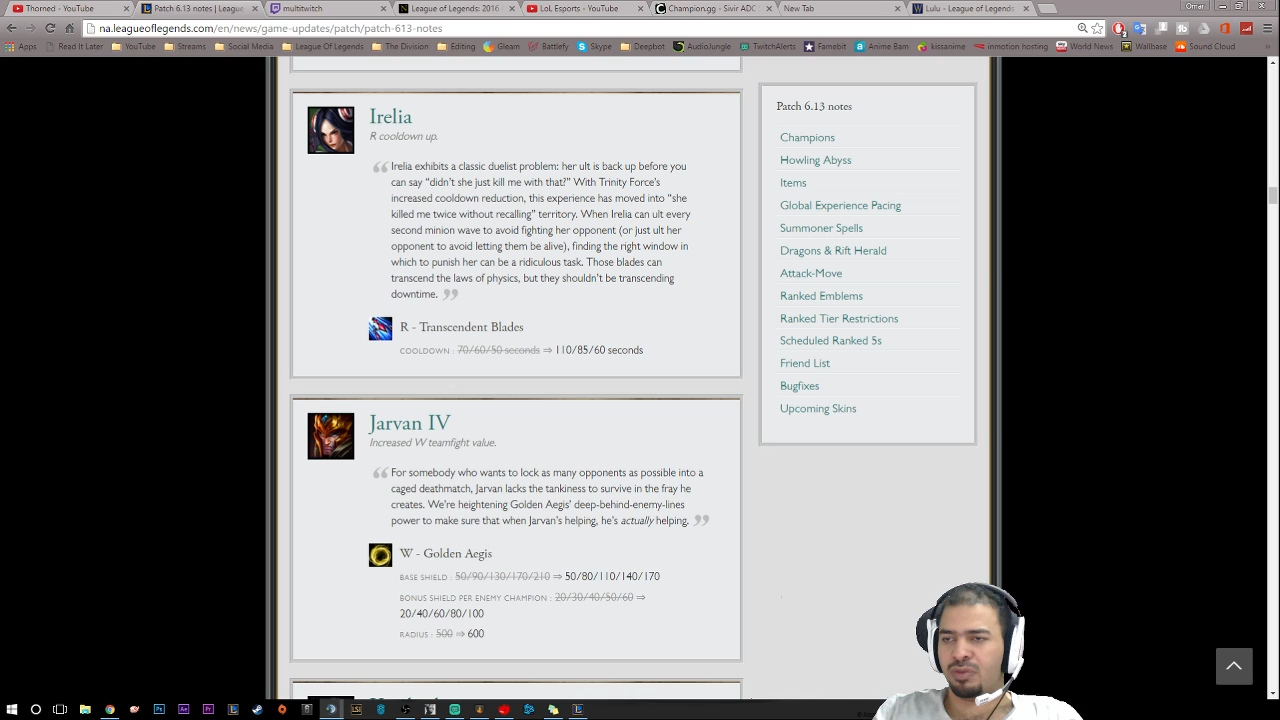 Thorned - YouTube
Patch 6.13 notes | League
multitwitch
League of Legends: 2016
LoL Esports - YouTube
Champion.gg - Sivir ADC
New Tab
Lulu - League of Legends
Omar
na.leagueoflegends.com/en/news/game-updates/patch/patch-613-notes
Apps
Read It Later
YouTube
Streams
Social Media
League Of Legends
The Division
Editing
Gleam
Battlefy
Skype
Deepbot
AudioJungle
TwitchAlerts
Famebit
Anime Bam
kissanime
inmotion hosting
World News
Wallbase
Sound Cloud
Irelia
R cooldown up.
Irelia exhibits a classic duelist problem: her ult is back up before you
can say “didn't she just kill me with that?” With Trinity Force's
increased cooldown reduction, this experience has moved into “she
killed me twice without recalling” territory. When Irelia can ult every
second minion wave to avoid fighting her opponent (or just ult her
opponent to avoid letting them be alive), finding the right window in
which to punish her can be a ridiculous task. Those blades can
transcend the laws of physics, but they shouldn't be transcending
downtime.
R - Transcendent Blades
COOLDOWN : 70/60/50 seconds ⇒ 110/85/60 seconds
Jarvan IV
Increased W teamfight value.
For somebody who wants to lock as many opponents as possible into a
caged deathmatch, Jarvan lacks the tankiness to survive in the fray he
creates. We're heightening Golden Aegis' deep-behind-enemy-lines
power to make sure that when Jarvan's helping, he's actually helping.
W - Golden Aegis
BASE SHIELD : 50/90/130/170/210 ⇒ 50/80/110/140/170
BONUS SHIELD PER ENEMY CHAMPION : 20/30/40/50/60 ⇒
20/40/60/80/100
RADIUS : 500 ⇒ 600
Patch 6.13 notes
Champions
Howling Abyss
Items
Global Experience Pacing
Summoner Spells
Dragons & Rift Herald
Attack-Move
Ranked Emblems
Ranked Tier Restrictions
Scheduled Ranked 5s
Friend List
Bugfixes
Upcoming Skins